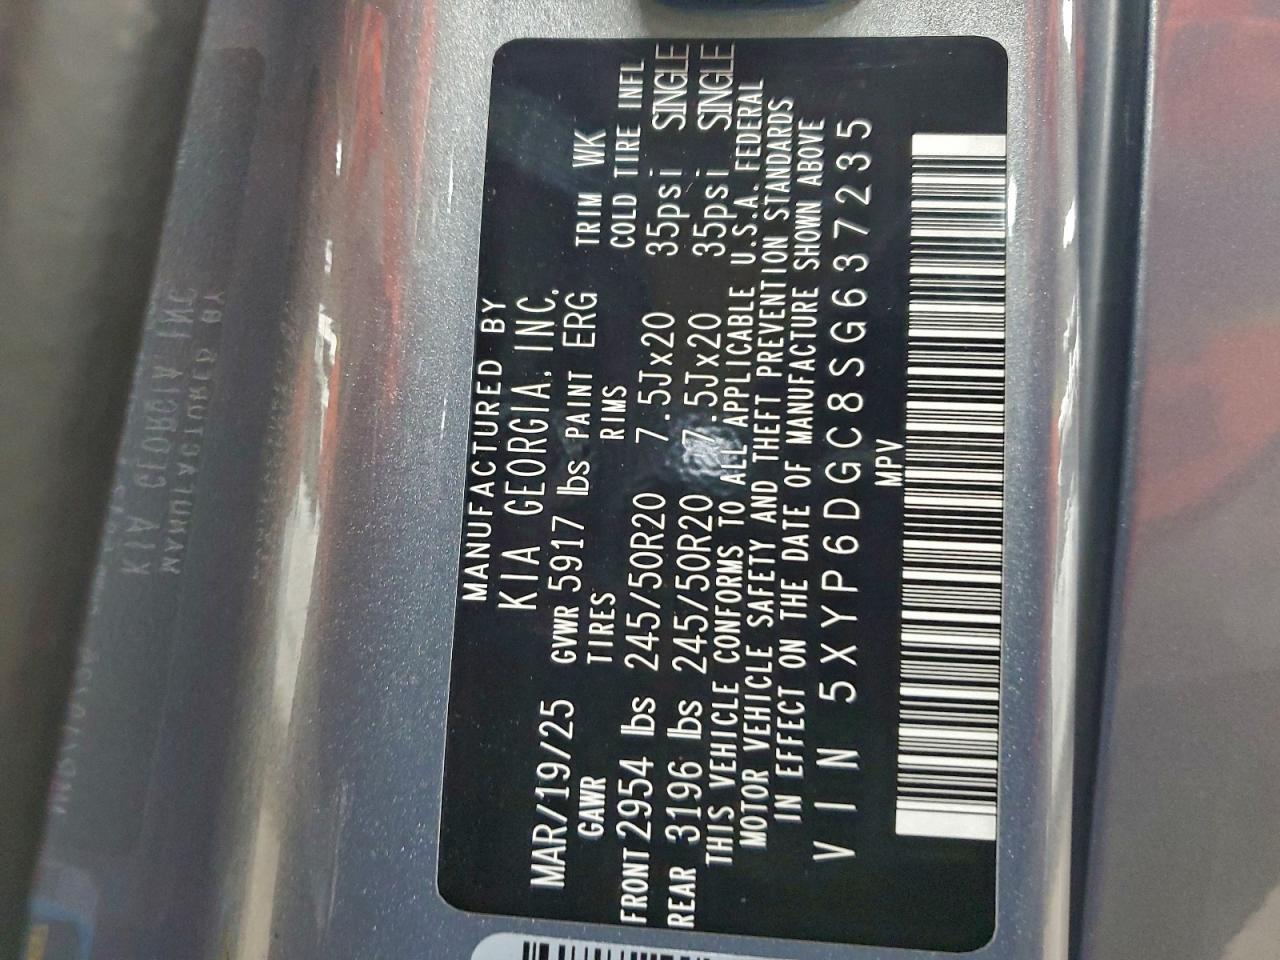 MANUFACTURED BY
KIA GEORGIA, INC.
MAR/19/25 GVWR 5917 lbs PAINT ERG TRIM WK
GAWR TIRES RIMS COLD TIRE INFL
FRONT 2954 lbs 245/50R20 7.5Jx20 35psi SINGLE
REAR 3196 lbs 245/50R20 7.5Jx20 35psi SINGLE
THIS VEHICLE CONFORMS TO ALL APPLICABLE U.S.A. FEDERAL
MOTOR VEHICLE SAFETY AND THEFT PREVENTION STANDARDS
IN EFFECT ON THE DATE OF MANUFACTURE SHOWN ABOVE
VIN 5XYP6DGC8SG637235
MPV